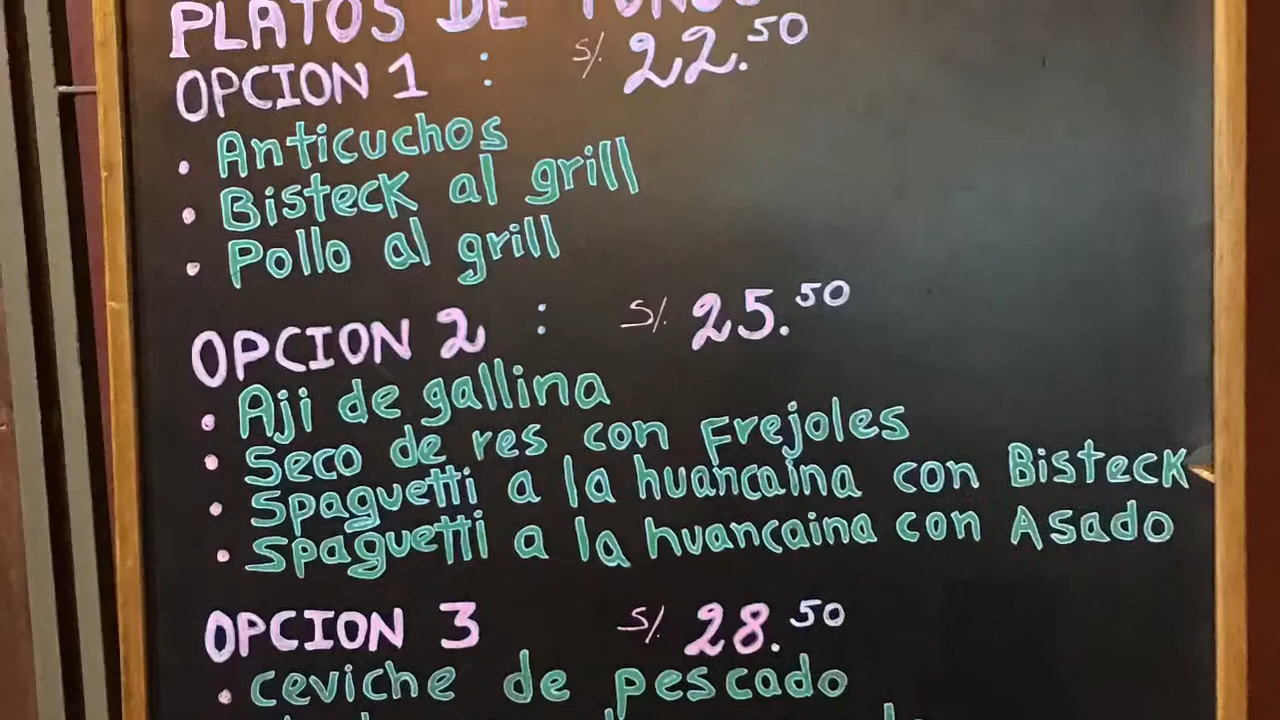 PLATOS DE
OPCION 1 : S/. 22.50
• Anticuchos
• Bisteck al grill
• Pollo al grill
OPCION 2 : S/. 25.50
• Aji de gallina
• Seco de res con Frejoles
• Spaguetti a la huancaina con Bisteck
• Spaguetti a la huancaina con Asado
OPCION 3 S/. 28.50
• Ceviche de pescado